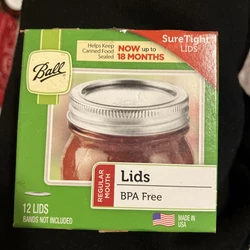 Ball
Helps Keep
Canned Food
Sealed
NOW up to
18 MONTHS
SureTight
LIDS
REGULAR
MOUTH
Lids
BPA Free
12 LIDS
BANDS NOT INCLUDED
MADE IN
USA